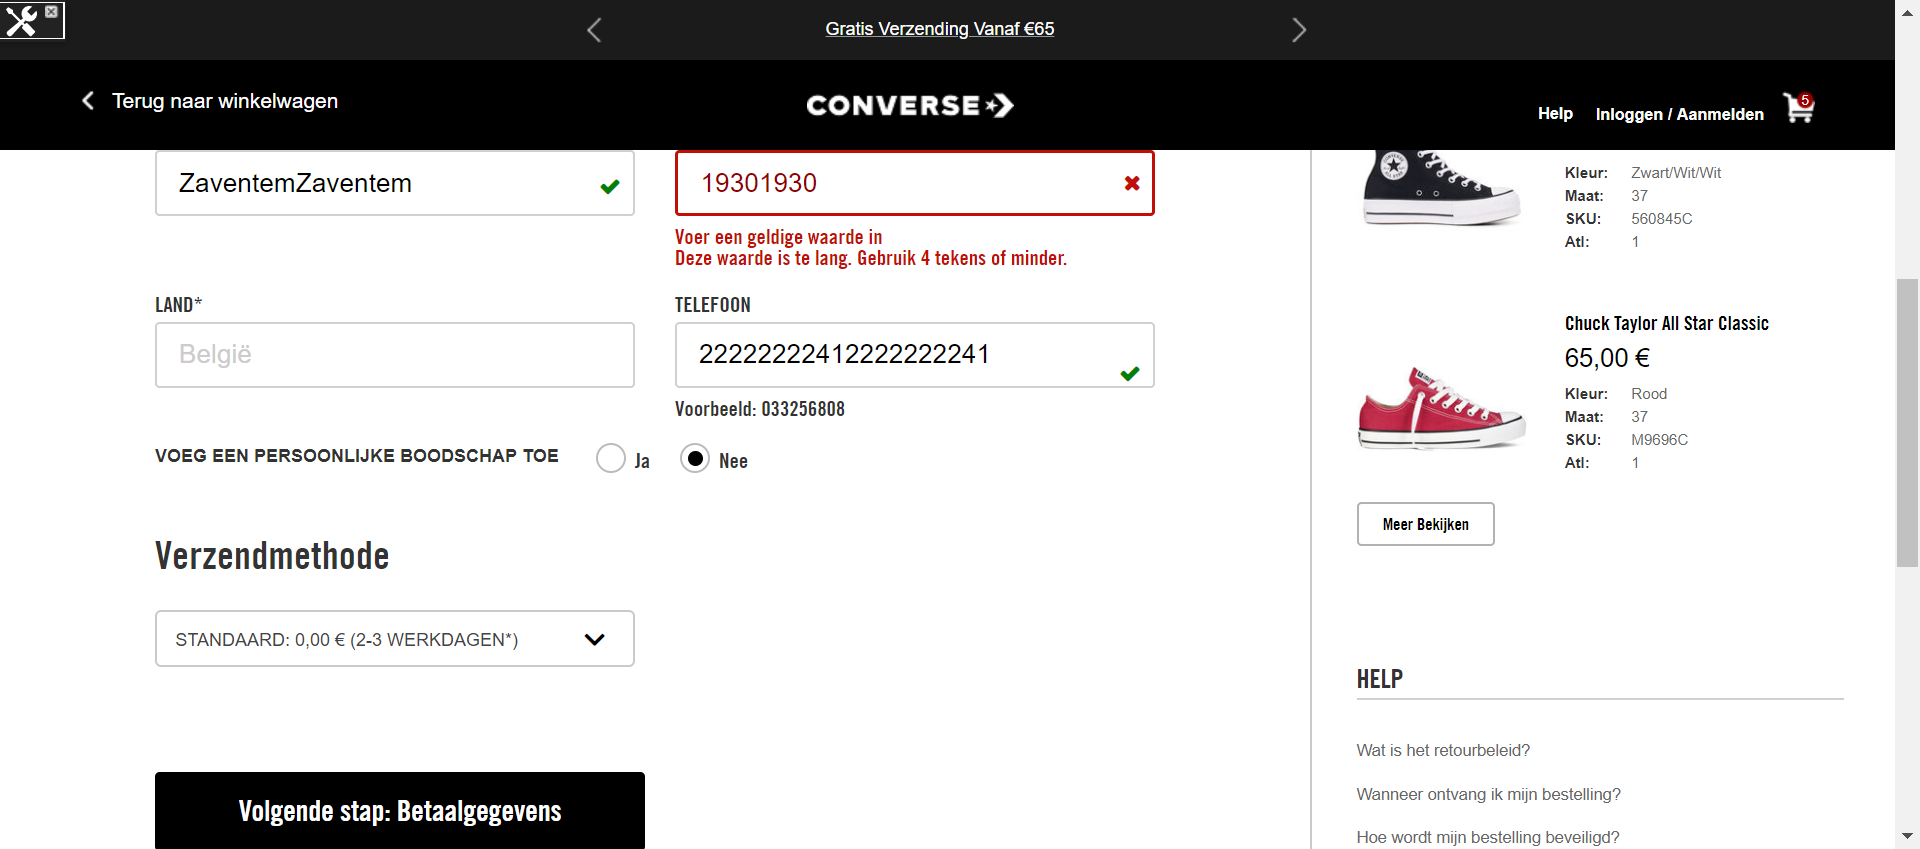 Gratis Verzending Vanaf €65
Terug naar winkelwagen
CONVERSE
Help
Inloggen / Aanmelden
5
ZaventemZaventem
19301930
Voer een geldige waarde in
Deze waarde is te lang. Gebruik 4 tekens of minder.
LAND*
TELEFOON
België
22222222412222222241
Voorbeeld: 033256808
VOEG EEN PERSOONLIJKE BOODSCHAP TOE
Ja
Nee
Verzendmethode
STANDAARD: 0,00 € (2-3 WERKDAGEN*)
Volgende stap: Betaalgegevens
Kleur: Zwart/Wit/Wit
Maat: 37
SKU: 560845C
Atl: 1
Chuck Taylor All Star Classic
65,00 €
Kleur: Rood
Maat: 37
SKU: M9696C
Atl: 1
Meer Bekijken
HELP
Wat is het retourbeleid?
Wanneer ontvang ik mijn bestelling?
Hoe wordt mijn bestelling beveiligd?